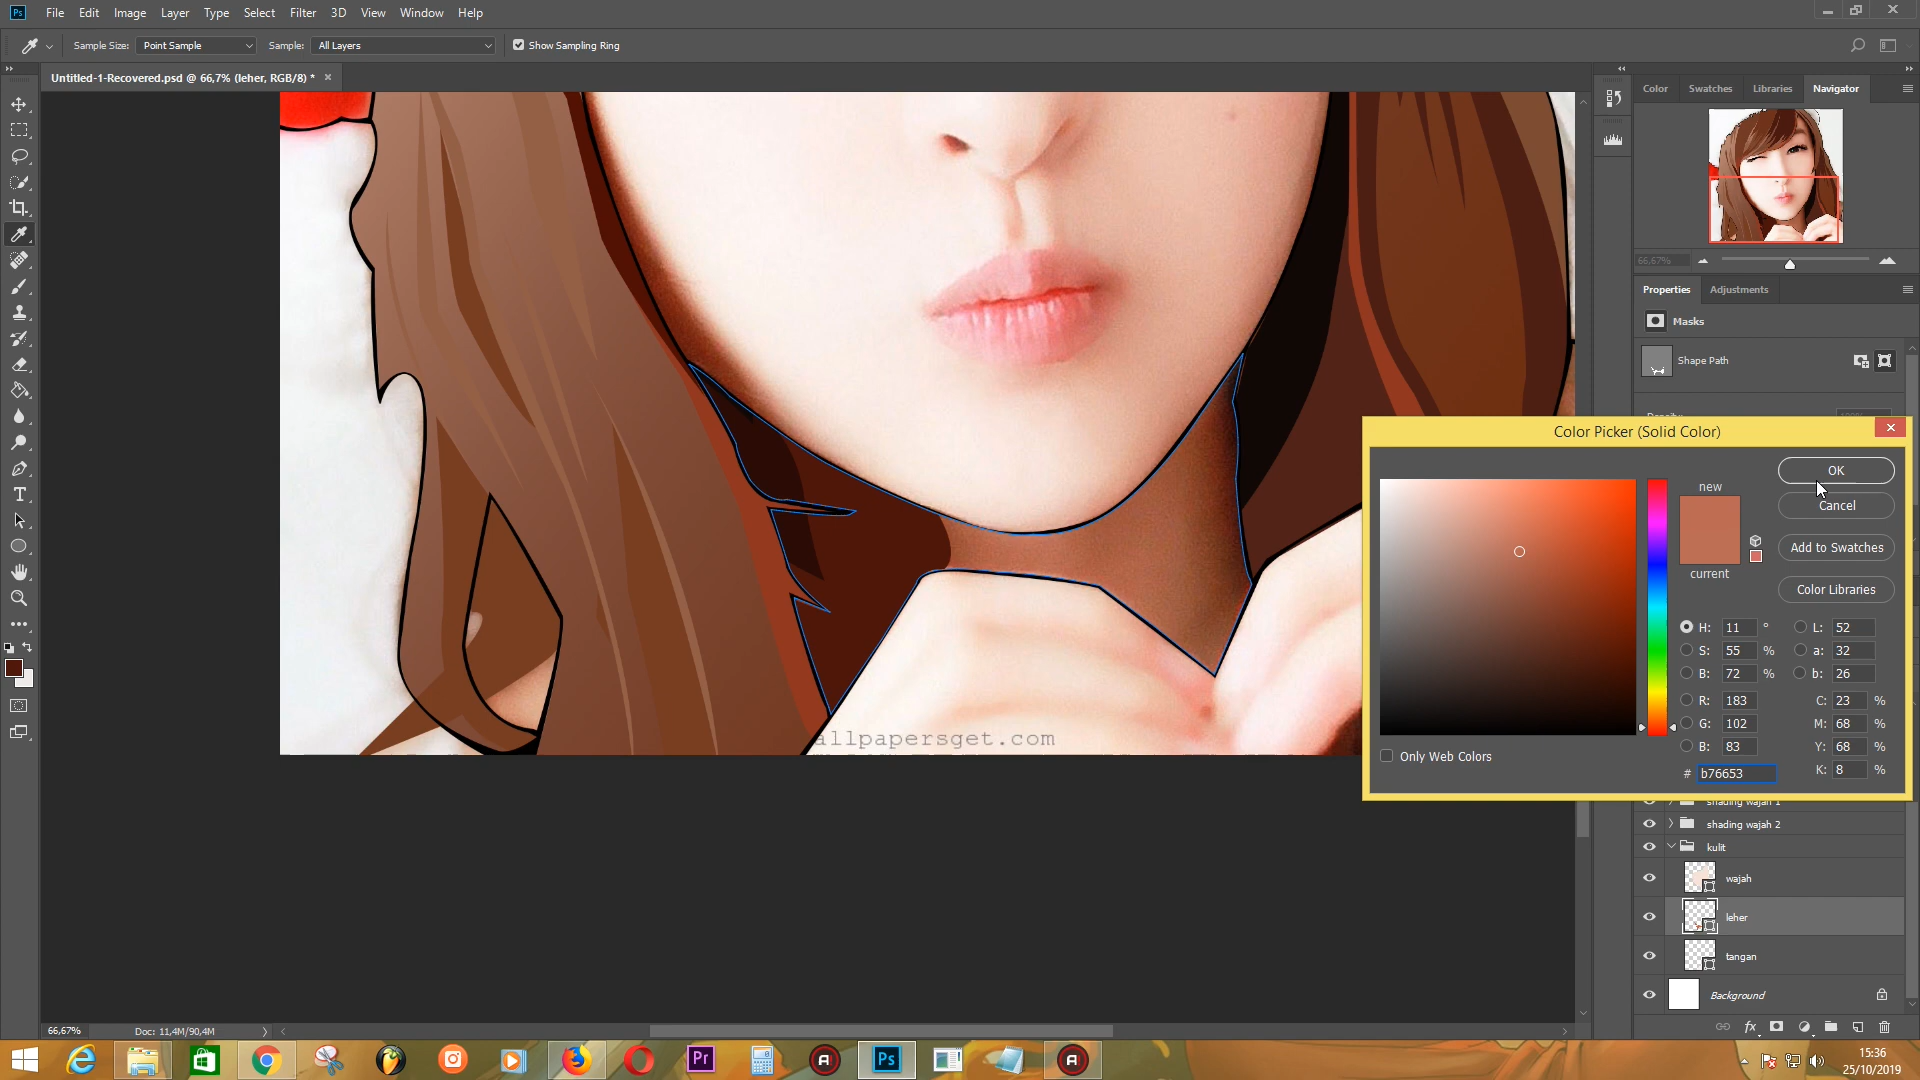 File Edit Image Layer Type Select Filter 3D View Window Help
Sample Size: Point Sample Sample: All Layers Show Sampling Ring
Untitled-1-Recovered.psd @ 66,7% (leher, RGB/8) * ×
Color Swatches Libraries Navigator
66,67%
Properties Adjustments
Masks
Shape Path
Color Picker (Solid Color)
OK
new
Cancel
Add to Swatches
current
Color Libraries
H: 11 ° L: 52
S: 55 % a: 32
B: 72 % b: 26
R: 183 C: 23 %
G: 102 M: 68 %
B: 83 Y: 68 %
# b76653 K: 8 %
Only Web Colors
allpapersget.com
shading wajah 1
shading wajah 2
kulit
wajah
leher
tangan
Background
66,67% Doc: 11,4M/90,4M
fx
Ps
Pr
15:36
25/10/2019